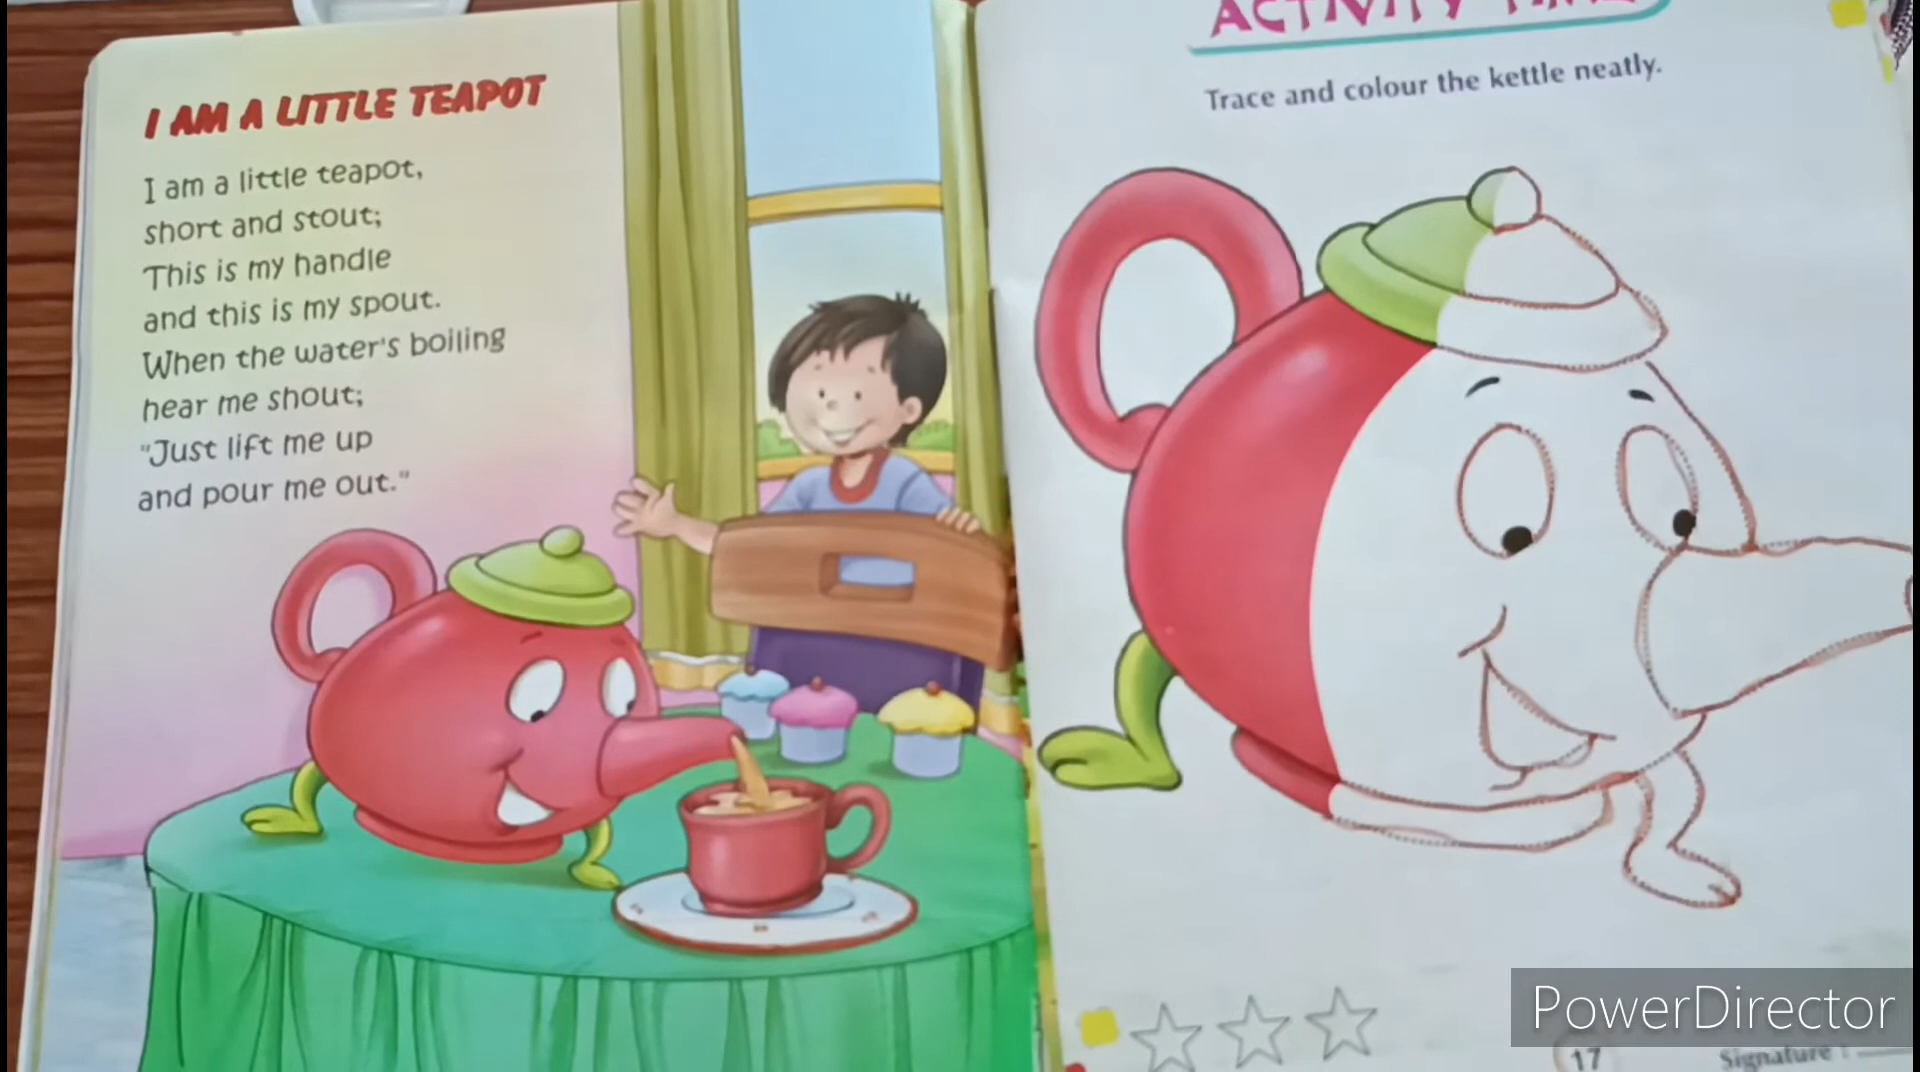 I AM A LITTLE TEAPOT
I am a little teapot,
short and stout;
This is my handle
and this is my spout.
When the water's boiling
hear me shout;
"Just lift me up
and pour me out."
ACTIVITY TIME
Trace and colour the kettle neatly.
17
Signature :
PowerDirector